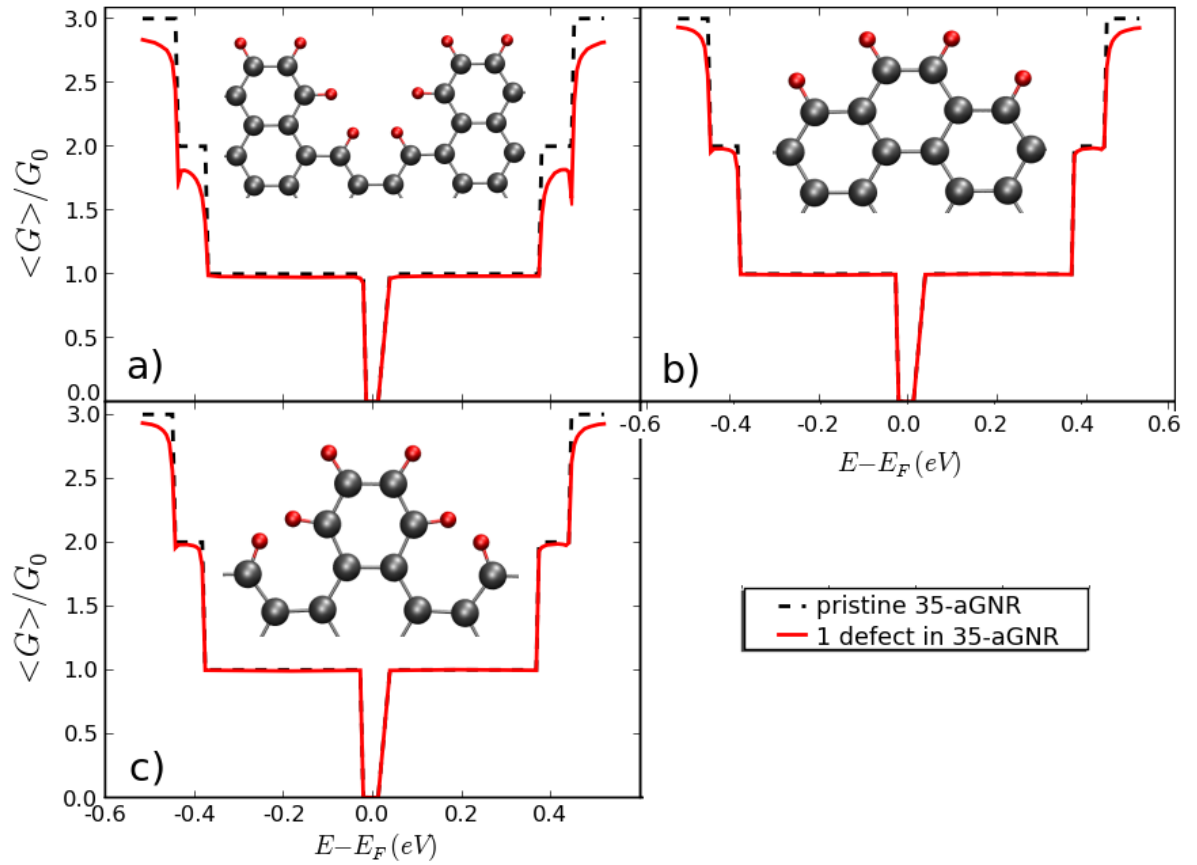 3.0
2.5
2.0
1.5
1.0
0.5
0.0
<G>/G₀
a)
b)
-0.6 -0.4 -0.2 0.0 0.2 0.4 0.6
E−E_F (eV)
3.0
2.5
2.0
1.5
1.0
0.5
0.0
<G>/G₀
c)
-0.6 -0.4 -0.2 0.0 0.2 0.4
E−E_F (eV)
pristine 35-aGNR
1 defect in 35-aGNR